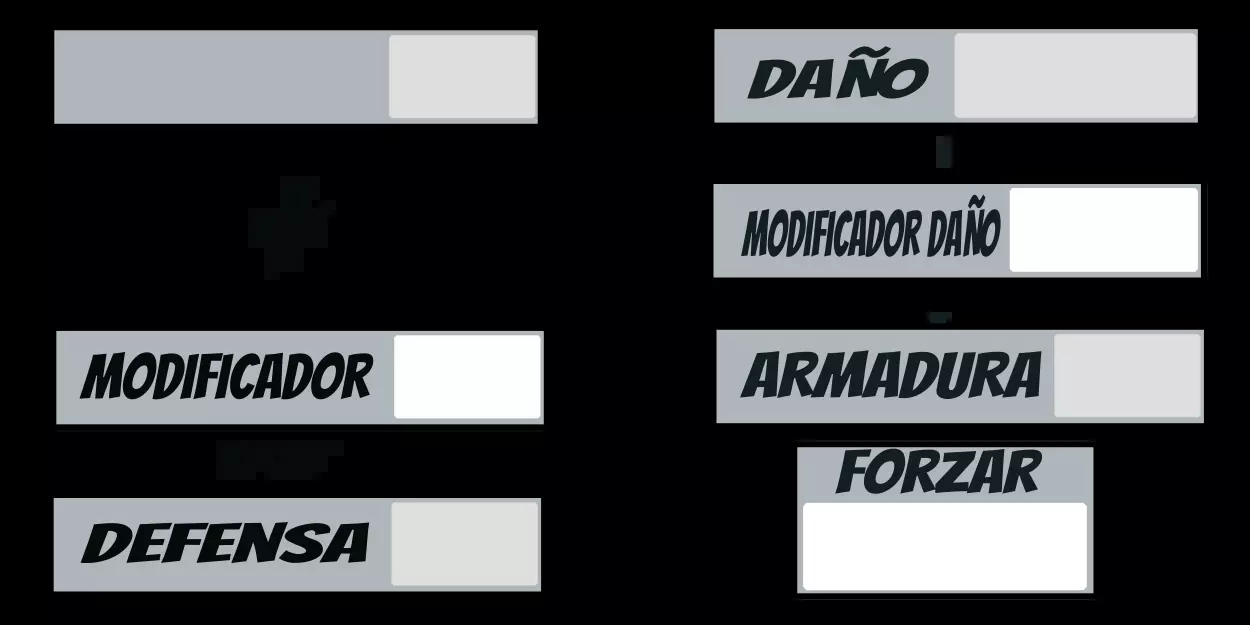 MODIFICADOR
DEFENSA
DAÑO
MODIFICADOR DAÑO
ARMADURA
FORZAR